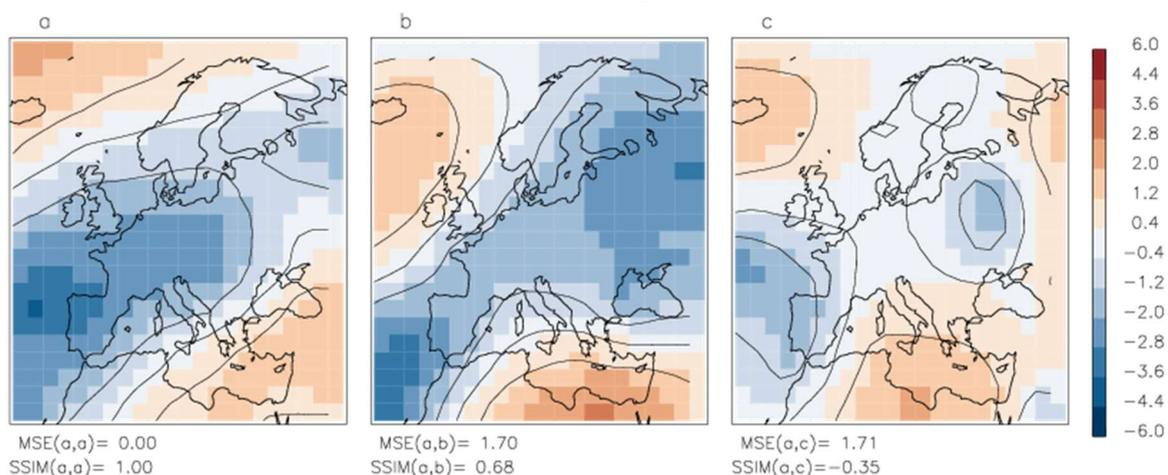 a
b
c
MSE(a,a)= 0.00
SSIM(a,a)= 1.00
MSE(a,b)= 1.70
SSIM(a,b)= 0.68
MSE(a,c)= 1.71
SSIM(a,c)=−0.35
6.0
4.4
3.6
2.8
2.0
1.2
0.4
−0.4
−1.2
−2.0
−2.8
−3.6
−4.4
−6.0